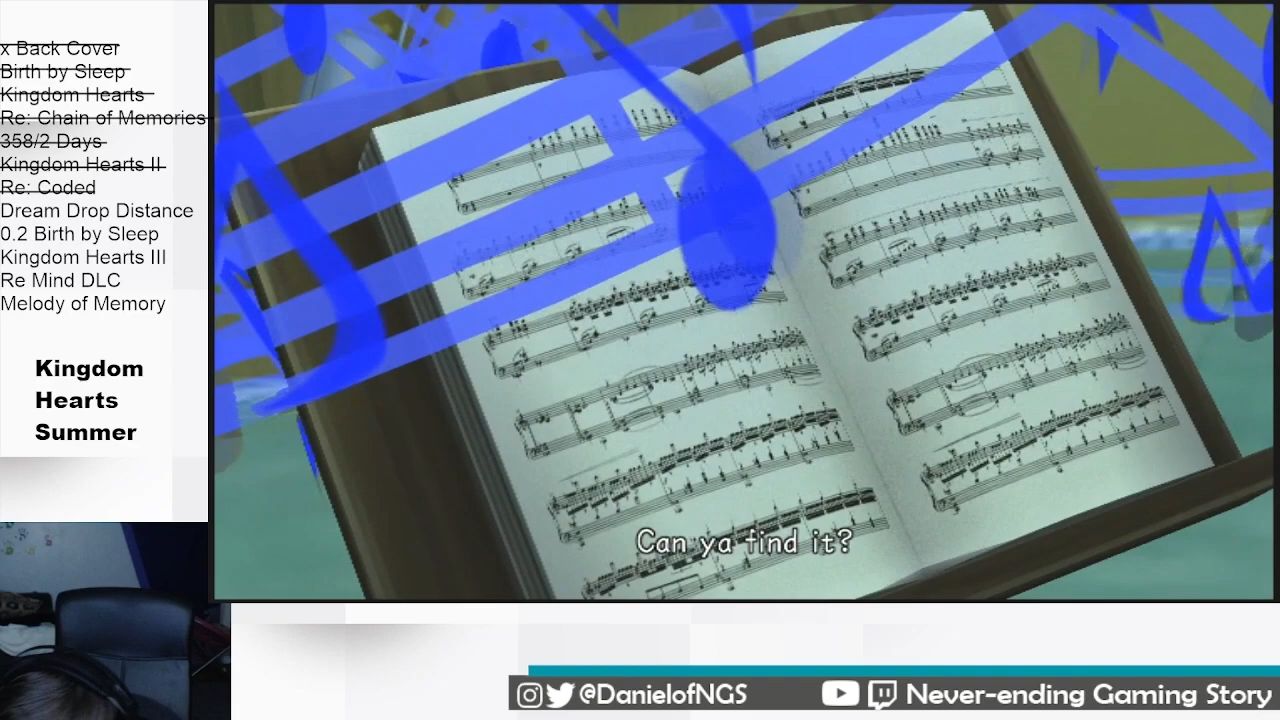 x Back Cover
Birth by Sleep
Kingdom Hearts
Re: Chain of Memories
358/2 Days
Kingdom Hearts II
Re: Coded
Dream Drop Distance
0.2 Birth by Sleep
Kingdom Hearts III
Re Mind DLC
Melody of Memory
Kingdom
Hearts
Summer
Can ya find it?
@DanielofNGS
Never-ending Gaming Story